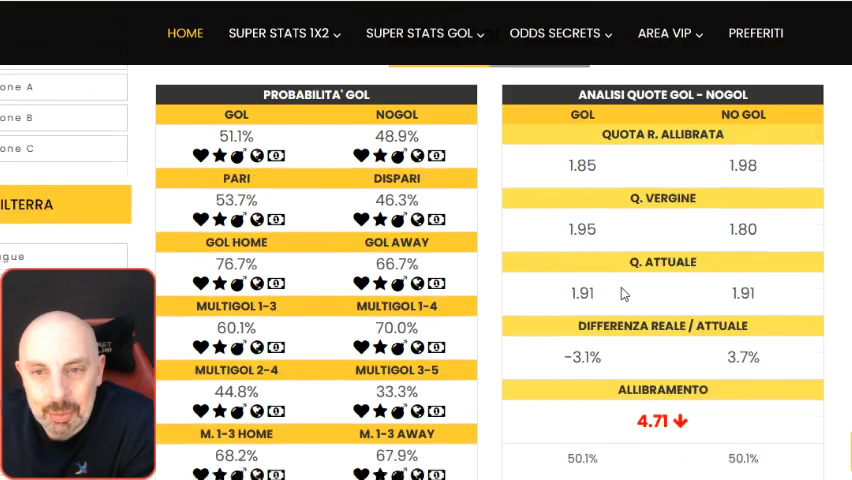 HOME SUPER STATS 1X2 SUPER STATS GOL ODDS SECRETS AREA VIP PREFERITI
one A
one B
one C
ILTERRA
gue
PROBABILITA' GOL
GOL NOGOL
51.1% 48.9%
PARI DISPARI
53.7% 46.3%
GOL HOME GOL AWAY
76.7% 66.7%
MULTIGOL 1-3 MULTIGOL 1-4
60.1% 70.0%
MULTIGOL 2-4 MULTIGOL 3-5
44.8% 33.3%
M. 1-3 HOME M. 1-3 AWAY
68.2% 67.9%
ANALISI QUOTE GOL - NOGOL
GOL NO GOL
QUOTA R. ALLIBRATA
1.85 1.98
Q. VERGINE
1.95 1.80
Q. ATTUALE
1.91 1.91
DIFFERENZA REALE / ATTUALE
-3.1% 3.7%
ALLIBRAMENTO
4.71
50.1% 50.1%